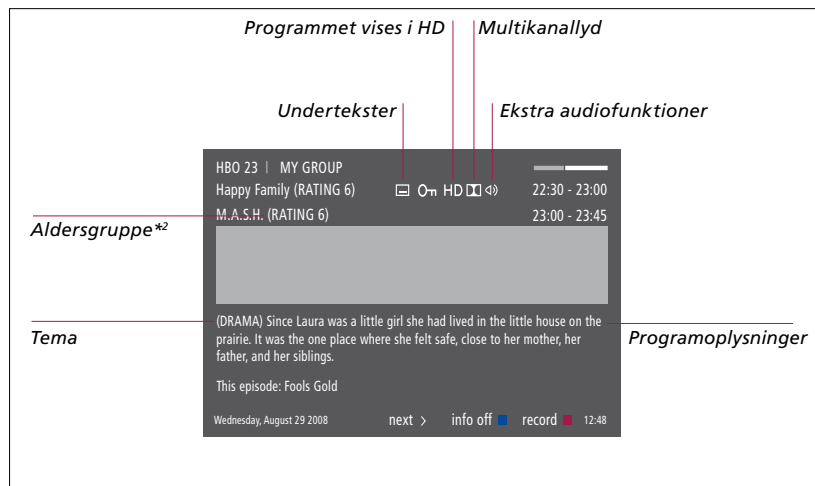 Programmet vises i HD Multikanallyd
Undertekster Ekstra audiofunktioner
HBO 23 | MY GROUP
Happy Family (RATING 6) HD 22:30 - 23:00
M.A.S.H. (RATING 6) 23:00 - 23:45
Aldersgruppe*2
(DRAMA) Since Laura was a little girl she had lived in the little house on the
Tema
prairie. It was the one place where she felt safe, close to her mother, her
Programoplysninger
father, and her siblings.
This episode: Fools Gold
Wednesday, August 29 2008 next > info off record 12:48